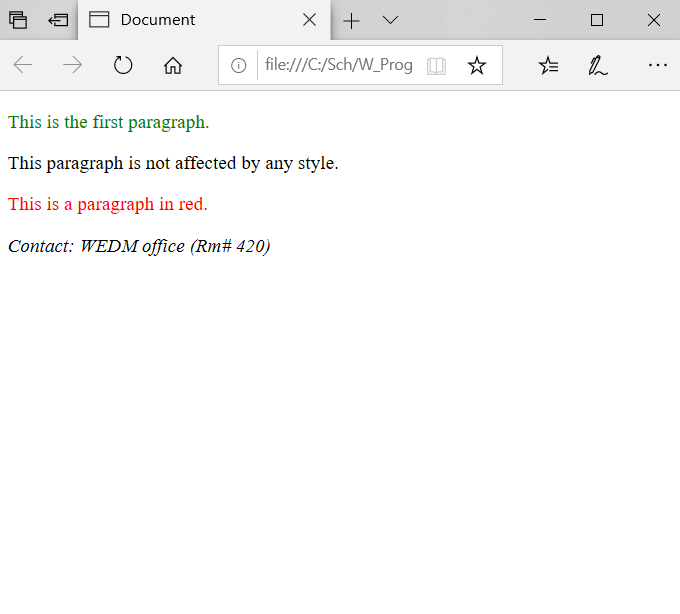 Document
file:///C:/Sch/W_Prog
This is the first paragraph.
This paragraph is not affected by any style.
This is a paragraph in red.
Contact: WEDM office (Rm# 420)